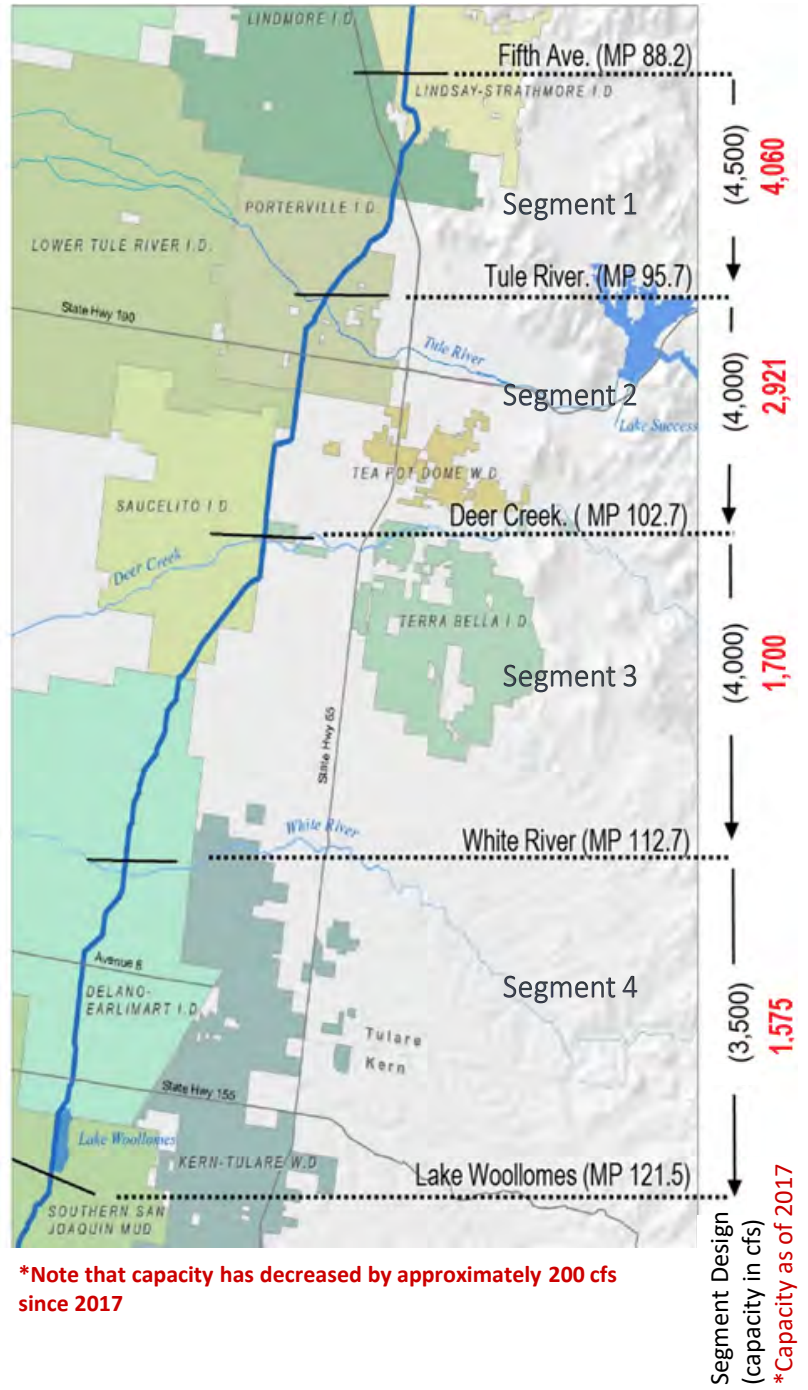 LINDMORE I.D.
Fifth Ave. (MP 88.2)
LINDSAY-STRATHMORE I.D
(4,500)
4,060
Segment 1
PORTERVILLE I.D.
LOWER TULE RIVER I.D.
Tule River. (MP 95.7)
State Hwy 190
Tule River
(4,000)
2,921
Segment 2
Lake Success
TEA POT DOME W.D
SAUCELITO I D
Deer Creek. ( MP 102.7)
Deer Creek
TERRA BELLA I D
Segment 3
(4,000)
1,700
State Hwy 65
White River
White River (MP 112.7)
Avenue 8
DELANO-
EARLIMART I.D.
Segment 4
(3,500)
1,575
Tulare
Kern
State Hwy 155
Lake Woollomes
KERN-TULARE W.D
Lake Woollomes (MP 121.5)
SOUTHERN SAN
JOAQUIN MUD
*Note that capacity has decreased by approximately 200 cfs
since 2017
Segment Design
(capacity in cfs)
*Capacity as of 2017